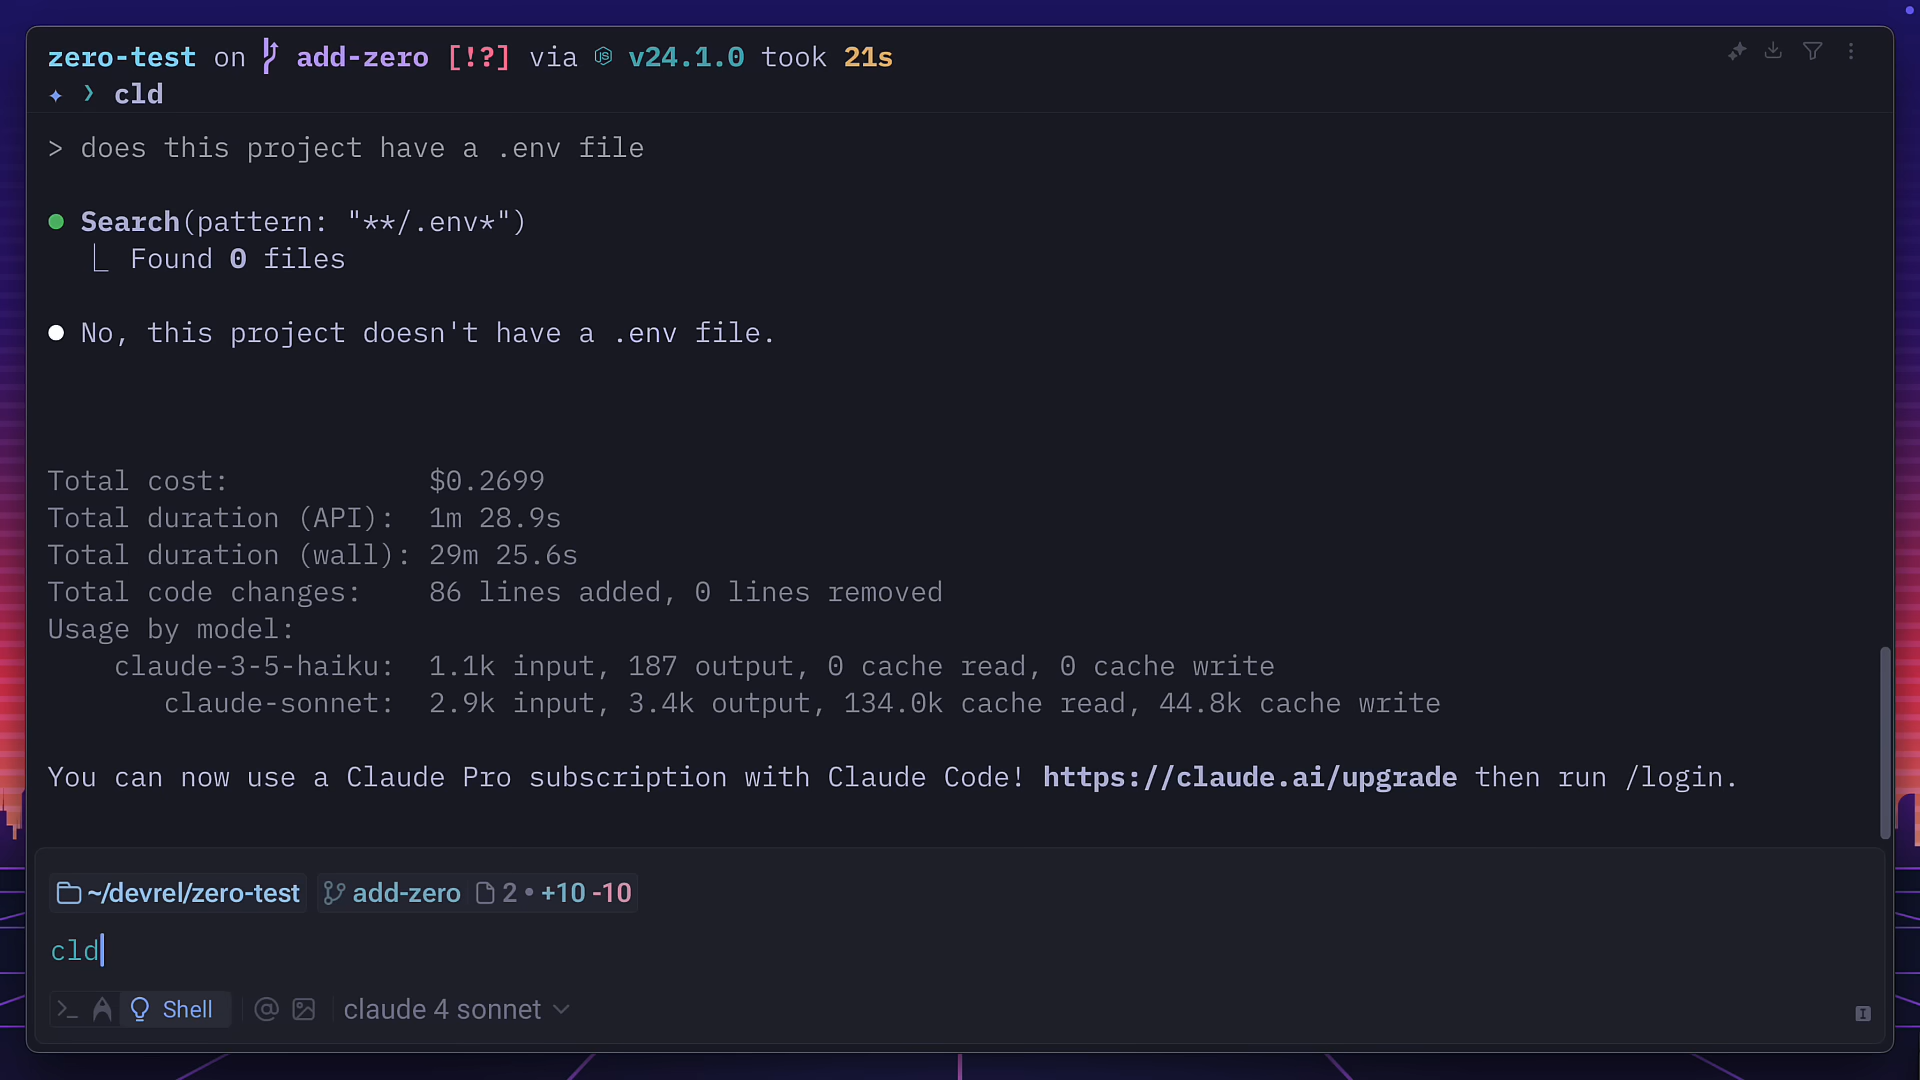 zero-test on add-zero [!?] via v24.1.0 took 21s
✦ ❯ cld
> does this project have a .env file
● Search(pattern: "**/.env*")
⎿ Found 0 files
● No, this project doesn't have a .env file.
Total cost: $0.2699
Total duration (API): 1m 28.9s
Total duration (wall): 29m 25.6s
Total code changes: 86 lines added, 0 lines removed
Usage by model:
claude-3-5-haiku: 1.1k input, 187 output, 0 cache read, 0 cache write
claude-sonnet: 2.9k input, 3.4k output, 134.0k cache read, 44.8k cache write
You can now use a Claude Pro subscription with Claude Code! https://claude.ai/upgrade then run /login.
~/devrel/zero-test add-zero 2 • +10 -10
cld
Shell @ claude 4 sonnet